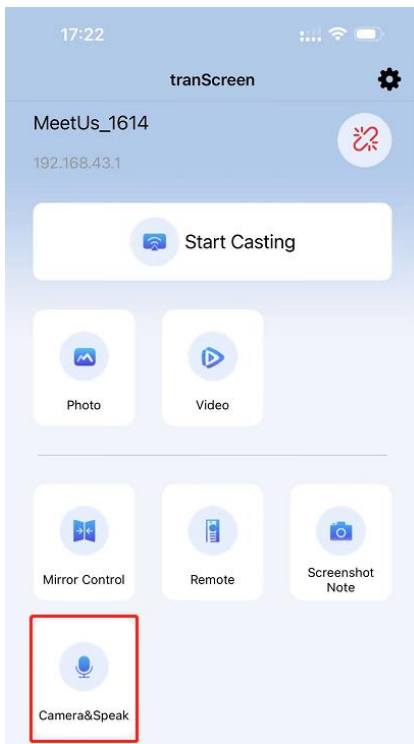 17:22
tranScreen
MeetUs_1614
192.168.43.1
Start Casting
Photo
Video
Mirror Control
Remote
Screenshot
Note
Camera&Speak